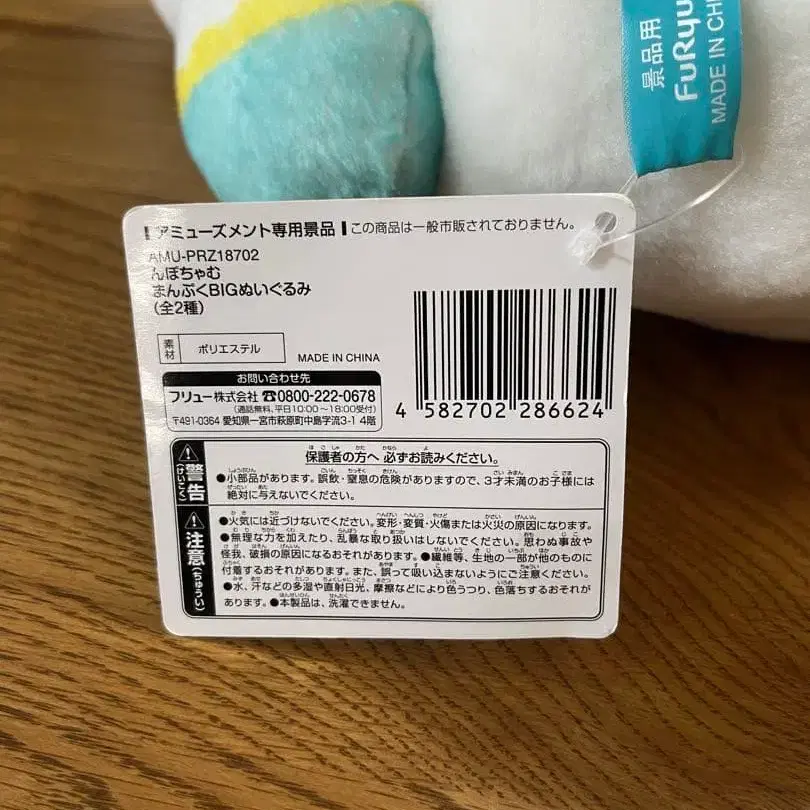 景品用
FuRyu
MADE IN CHI
アミューズメント専用景品 この商品は一般市販されておりません。
AMU-PRZ18702
んぽちゃむ
まんぷくBIGぬいぐるみ
(全2種)
素材 ポリエステル
MADE IN CHINA
お問い合わせ先
フリュー株式会社 ☎0800-222-0678
(通話無料、平日10:00~18:00受付)
〒491-0364 愛知県一宮市萩原町中島字流3-1 4階
4 582702 286624
警告(けいこく)
保護者の方へ 必ずお読みください。
●小部品があります。誤飲・窒息の危険がありますので、3才未満のお子様には
絶対に与えないでください。
注意(ちゅうい)
●火気には近づけないでください。変形・変質・火傷または火災の原因になります。
●無理な力を加えたり、乱暴な取り扱いはしないでください。思わぬ事故や
怪我、破損の原因になるおそれがあります。●繊維等、生地の一部が他のものに
付着するおそれがあります。また、誤って吸い込まないようにご注意ください。
●水、汗などの多湿や直射日光、摩擦などにより色うつり、色落ちするおそれが
あります。●本製品は、洗濯できません。